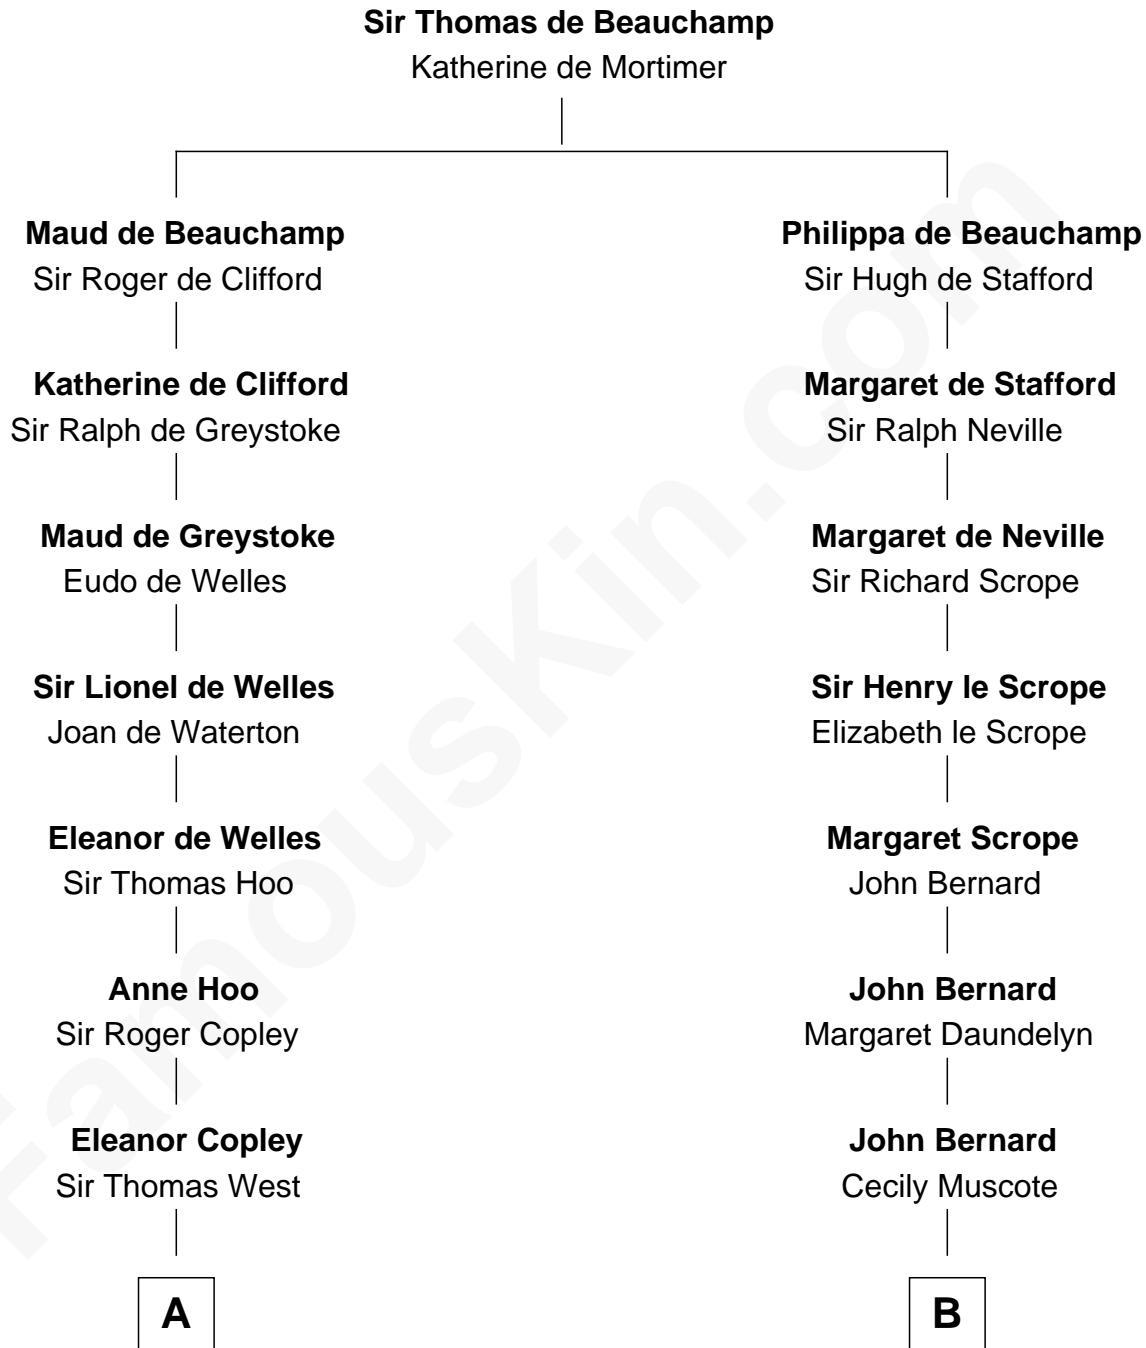 Sir Thomas de Beauchamp
Katherine de Mortimer
Maud de Beauchamp
Sir Roger de Clifford
Katherine de Clifford
Sir Ralph de Greystoke
Maud de Greystoke
Eudo de Welles
Sir Lionel de Welles
Joan de Waterton
Eleanor de Welles
Sir Thomas Hoo
Anne Hoo
Sir Roger Copley
Eleanor Copley
Sir Thomas West
A
Philippa de Beauchamp
Sir Hugh de Stafford
Margaret de Stafford
Sir Ralph Neville
Margaret de Neville
Sir Richard Scrope
Sir Henry le Scrope
Elizabeth le Scrope
Margaret Scrope
John Bernard
John Bernard
Margaret Daundelyn
John Bernard
Cecily Muscote
B
FamousKin.com